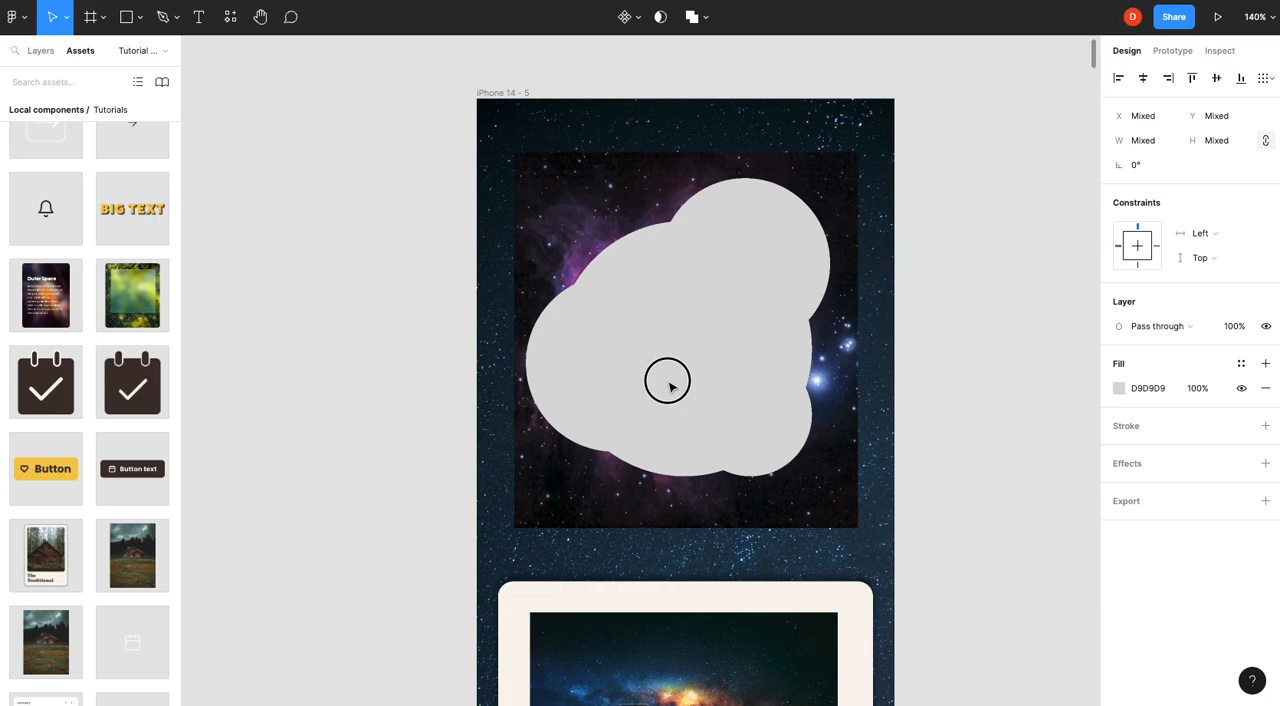 D
Share
140%
Layers
Assets
Tutorial ...
Search assets...
Local components / Tutorials
BIG TEXT
Outer Space
Button
Button text
The
Traditional
iPhone 14 - 5
Design
Prototype
Inspect
X Mixed
Y Mixed
W Mixed
H Mixed
0°
Constraints
Left
Top
Layer
Pass through
100%
Fill
D9D9D9
100%
Stroke
Effects
Export
?